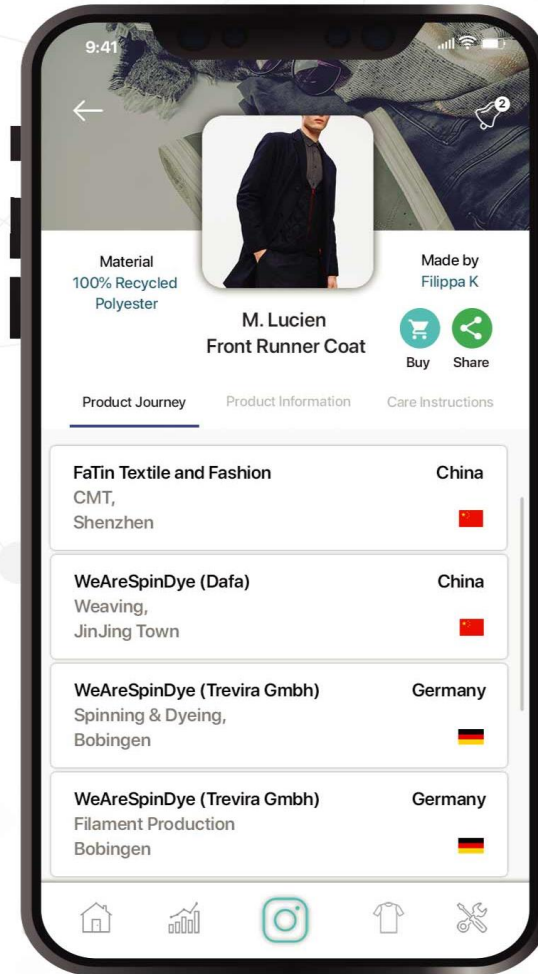 9:41
2
Material
100% Recycled
Polyester
M. Lucien
Front Runner Coat
Made by
Filippa K
Buy
Share
Product Journey
Product Information
Care Instructions
FaTin Textile and Fashion
China
CMT,
Shenzhen
WeAreSpinDye (Dafa)
China
Weaving,
JinJing Town
WeAreSpinDye (Trevira Gmbh)
Germany
Spinning & Dyeing,
Bobingen
WeAreSpinDye (Trevira Gmbh)
Germany
Filament Production
Bobingen